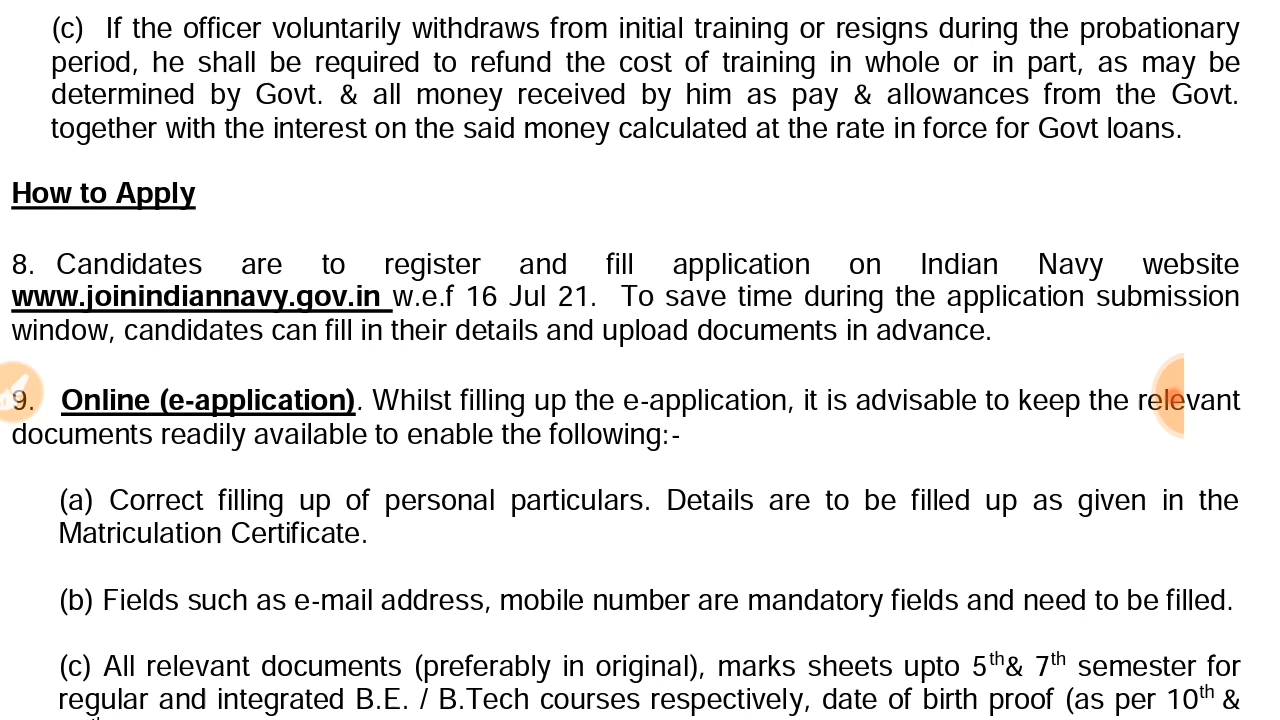 (c) If the officer voluntarily withdraws from initial training or resigns during the probationary
period, he shall be required to refund the cost of training in whole or in part, as may be
determined by Govt. & all money received by him as pay & allowances from the Govt.
together with the interest on the said money calculated at the rate in force for Govt loans.
How to Apply
8. Candidates are to register and fill application on Indian Navy website
www.joinindiannavy.gov.in w.e.f 16 Jul 21. To save time during the application submission
window, candidates can fill in their details and upload documents in advance.
9. Online (e-application). Whilst filling up the e-application, it is advisable to keep the relevant
documents readily available to enable the following:-
(a) Correct filling up of personal particulars. Details are to be filled up as given in the
Matriculation Certificate.
(b) Fields such as e-mail address, mobile number are mandatory fields and need to be filled.
(c) All relevant documents (preferably in original), marks sheets upto 5th& 7th semester for
regular and integrated B.E. / B.Tech courses respectively, date of birth proof (as per 10th &